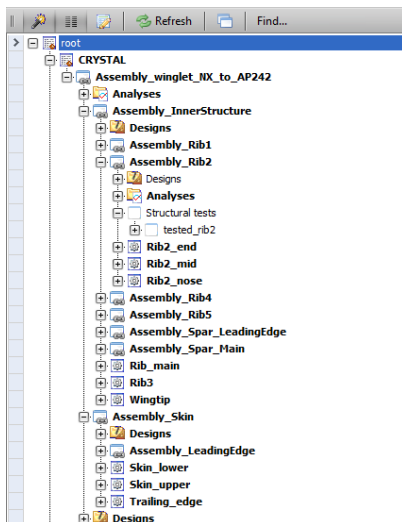 Refresh Find...
root
CRYSTAL
Assembly_winglet_NX_to_AP242
Analyses
Assembly_InnerStructure
Designs
Assembly_Rib1
Assembly_Rib2
Designs
Analyses
Structural tests
tested_rib2
Rib2_end
Rib2_mid
Rib2_nose
Assembly_Rib4
Assembly_Rib5
Assembly_Spar_LeadingEdge
Assembly_Spar_Main
Rib_main
Rib3
Wingtip
Assembly_Skin
Designs
Assembly_LeadingEdge
Skin_lower
Skin_upper
Trailing_edge
Designs